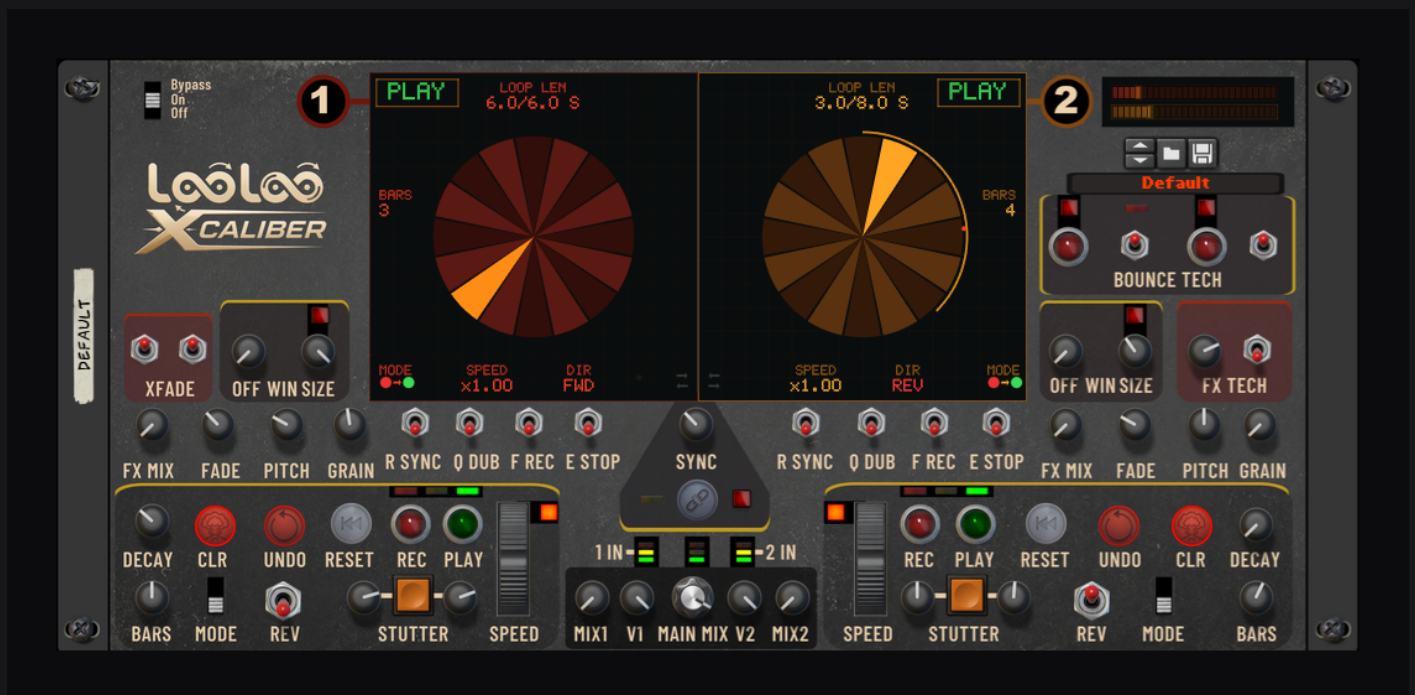 Bypass
On
Off
1
PLAY
LOOP LEN
6.0/6.0 S
LOOP LEN
3.0/8.0 S
PLAY
2
LOOLOO
XCALIBER
BARS
3
BARS
4
Default
BOUNCE TECH
DEFAULT
XFADE
OFF WIN SIZE
MODE
SPEED
x1.00
DIR
FWD
SPEED
x1.00
DIR
REV
MODE
OFF WIN SIZE
FX TECH
FX MIX FADE PITCH GRAIN
R SYNC Q DUB F REC E STOP
SYNC
R SYNC Q DUB F REC E STOP
FX MIX FADE PITCH GRAIN
DECAY CLR UNDO RESET REC PLAY
1 IN
2 IN
REC PLAY RESET UNDO CLR DECAY
BARS MODE REV STUTTER SPEED
MIX1 V1 MAIN MIX V2 MIX2
SPEED STUTTER REV MODE BARS